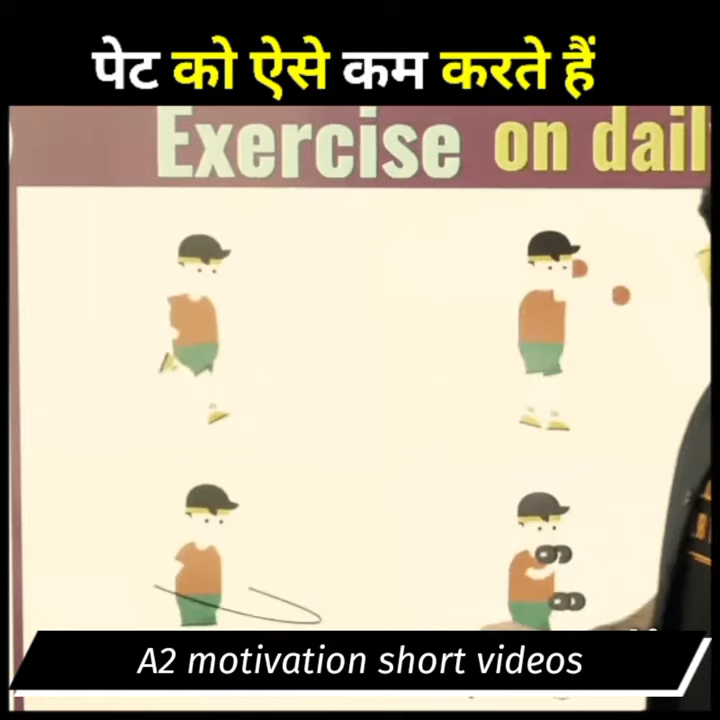 पेट को ऐसे कम करते हैं
Exercise on dail
A2 motivation short videos